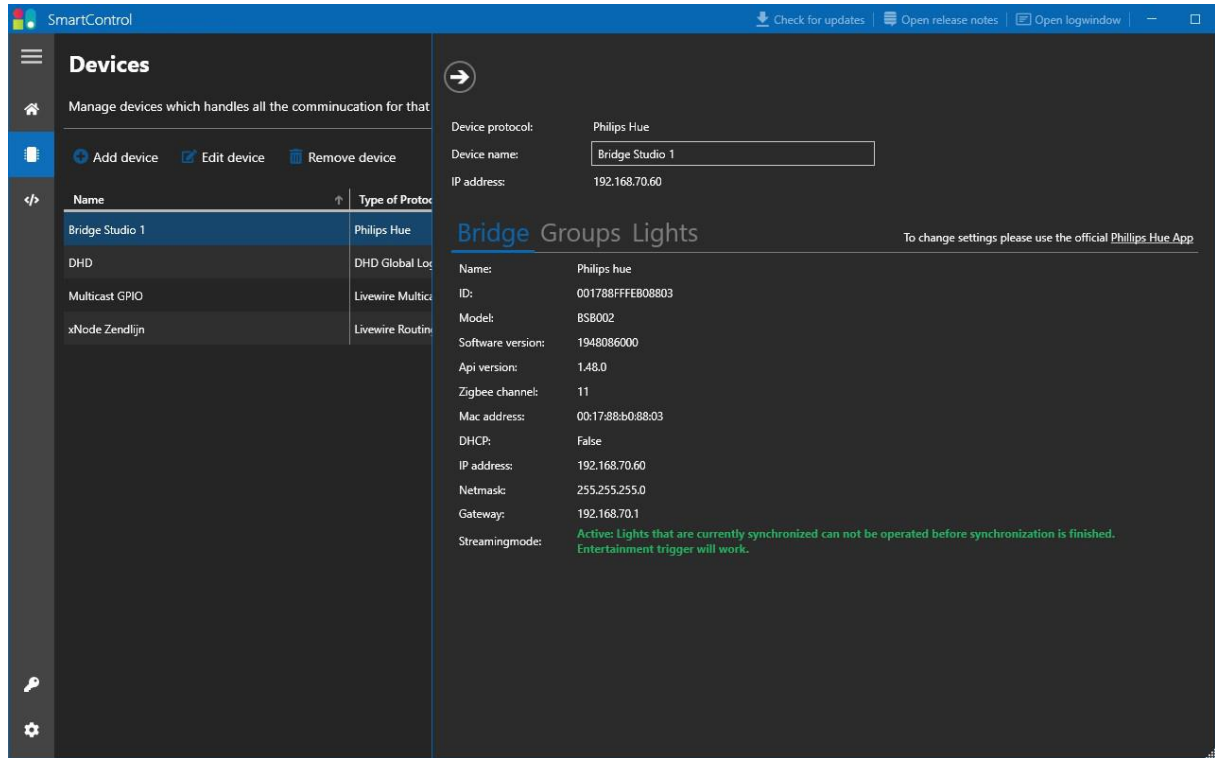 SmartControl
Check for updates
Open release notes
Open logwindow
Devices
Manage devices which handles all the comminucation for that
Add device
Edit device
Remove device
Name
Type of Protoc
Bridge Studio 1
Philips Hue
DHD
DHD Global Log
Multicast GPIO
Livewire Multica
xNode Zendlijn
Livewire Routin
Device protocol: Philips Hue
Device name: Bridge Studio 1
IP address: 192.168.70.60
Bridge Groups Lights
To change settings please use the official Phillips Hue App
Name: Philips hue
ID: 001788FFFEB08803
Model: BSB002
Software version: 1948086000
Api version: 1.48.0
Zigbee channel: 11
Mac address: 00:17:88:b0:88:03
DHCP: False
IP address: 192.168.70.60
Netmask: 255.255.255.0
Gateway: 192.168.70.1
Streamingmode: Active: Lights that are currently synchronized can not be operated before synchronization is finished.
Entertainment trigger will work.